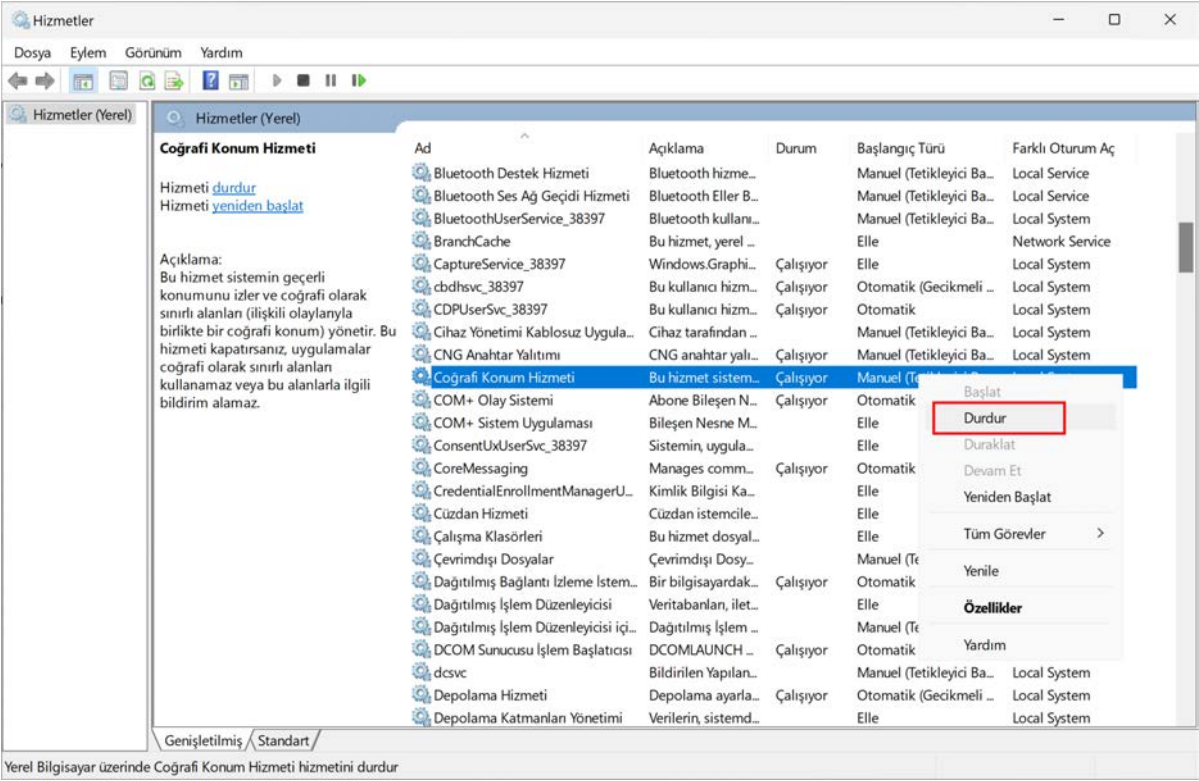 Hizmetler
Dosya Eylem Görünüm Yardım
Hizmetler (Yerel)
Hizmetler (Yerel)
Coğrafi Konum Hizmeti
Hizmeti durdur
Hizmeti yeniden başlat
Açıklama:
Bu hizmet sistemin geçerli
konumunu izler ve coğrafi olarak
sınırlı alanları (ilişkili olaylarıyla
birlikte bir coğrafi konum) yönetir. Bu
hizmeti kapatırsanız, uygulamalar
coğrafi olarak sınırlı alanları
kullanamaz veya bu alanlarla ilgili
bildirim alamaz.
Ad Açıklama Durum Başlangıç Türü Farklı Oturum Aç
Bluetooth Destek Hizmeti Bluetooth hizme... Manuel (Tetikleyici Ba... Local Service
Bluetooth Ses Ağ Geçidi Hizmeti Bluetooth Eller B... Manuel (Tetikleyici Ba... Local Service
BluetoothUserService_38397 Bluetooth kullanı... Manuel (Tetikleyici Ba... Local System
BranchCache Bu hizmet, yerel ... Elle Network Service
CaptureService_38397 Windows.Graphi... Çalışıyor Elle Local System
cbdhsvc_38397 Bu kullanıcı hizm... Çalışıyor Otomatik (Gecikmeli ... Local System
CDPUserSvc_38397 Bu kullanıcı hizm... Çalışıyor Otomatik Local System
Cihaz Yönetimi Kablosuz Uygula... Cihaz tarafından ... Manuel (Tetikleyici Ba... Local System
CNG Anahtar Yalıtımı CNG anahtar yalı... Çalışıyor Manuel (Tetikleyici Ba... Local System
Coğrafi Konum Hizmeti Bu hizmet sistem... Çalışıyor
COM+ Olay Sistemi Abone Bileşen N... Çalışıyor Otomatik
COM+ Sistem Uygulaması Bileşen Nesne M... Elle
ConsentUxUserSvc_38397 Sistemin, uygula... Elle
CoreMessaging Manages comm... Çalışıyor Otomatik
CredentialEnrollmentManagerU... Kimlik Bilgisi Ka... Elle
Cüzdan Hizmeti Cüzdan istemcile... Elle
Çalışma Klasörleri Bu hizmet dosyal... Elle
Çevrimdışı Dosyalar Çevrimdışı Dosy... Manuel (Te
Dağıtılmış Bağlantı İzleme İstem... Bir bilgisayardak... Çalışıyor Otomatik
Dağıtılmış İşlem Düzenleyicisi Veritabanları, ilet... Elle
Dağıtılmış İşlem Düzenleyicisi içi... Dağıtılmış İşlem ... Manuel (Te
DCOM Sunucusu İşlem Başlatıcısı DCOMLAUNCH ... Çalışıyor Otomatik
dcsvc Bildirilen Yapılan... Manuel (Tetikleyici Ba... Local System
Depolama Hizmeti Depolama ayarla... Çalışıyor Otomatik (Gecikmeli ... Local System
Depolama Katmanları Yönetimi Verilerin, sistemd... Elle Local System
Başlat
Durdur
Duraklat
Devam Et
Yeniden Başlat
Tüm Görevler
Yenile
Özellikler
Yardım
Genişletilmiş Standart
Yerel Bilgisayar üzerinde Coğrafi Konum Hizmeti hizmetini durdur